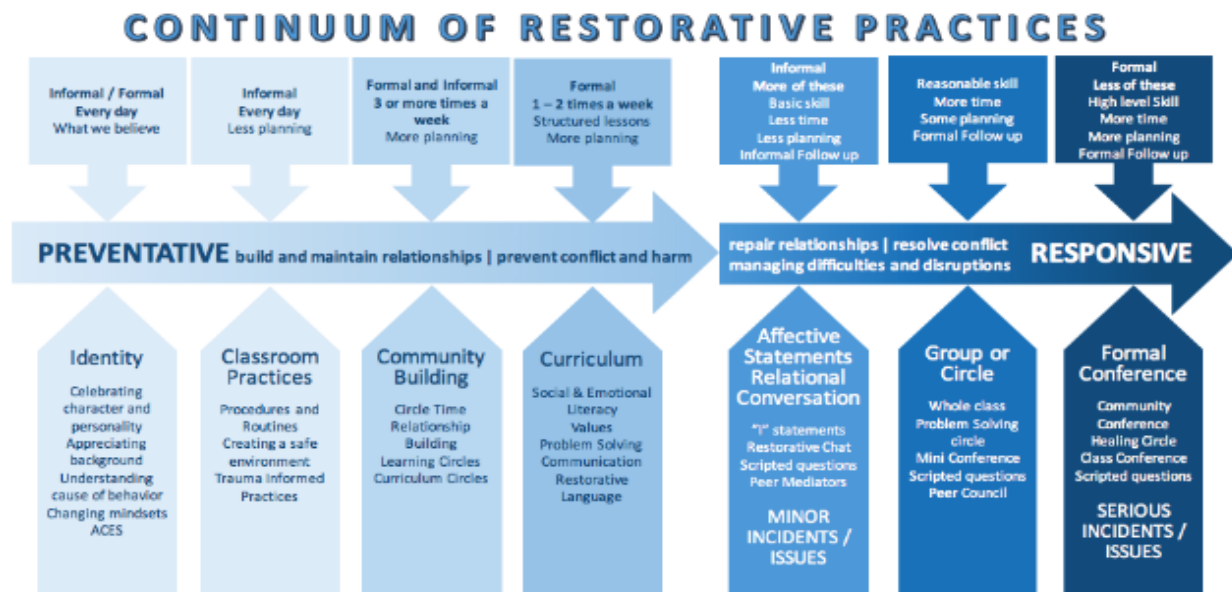 CONTINUUM OF RESTORATIVE PRACTICES
Informal / Formal
Every day
What we believe
Informal
Every day
Less planning
Formal and Informal
3 or more times a
week
More planning
Formal
1 – 2 times a week
Structured lessons
More planning
Informal
More of these
Basic skill
Less time
Less planning
Informal Follow up
Reasonable skill
More time
Some planning
Formal Follow up
Formal
Less of these
High level Skill
More time
More planning
Formal Follow up
PREVENTATIVE build and maintain relationships | prevent conflict and harm
repair relationships | resolve conflict
managing difficulties and disruptions
RESPONSIVE
Identity
Celebrating
character and
personality
Appreciating
background
Understanding
cause of behavior
Changing mindsets
ACES
Classroom
Practices
Procedures and
Routines
Creating a safe
environment
Trauma Informed
Practices
Community
Building
Circle Time
Relationship
Building
Learning Circles
Curriculum Circles
Curriculum
Social & Emotional
Literacy
Values
Problem Solving
Communication
Restorative
Language
Affective
Statements
Relational
Conversation
"I" statements
Restorative Chat
Scripted questions
Peer Mediators
MINOR
INCIDENTS /
ISSUES
Group or
Circle
Whole class
Problem Solving
circle
Mini Conference
Scripted questions
Peer Council
Formal
Conference
Community
Conference
Healing Circle
Class Conference
Scripted questions
SERIOUS
INCIDENTS /
ISSUES